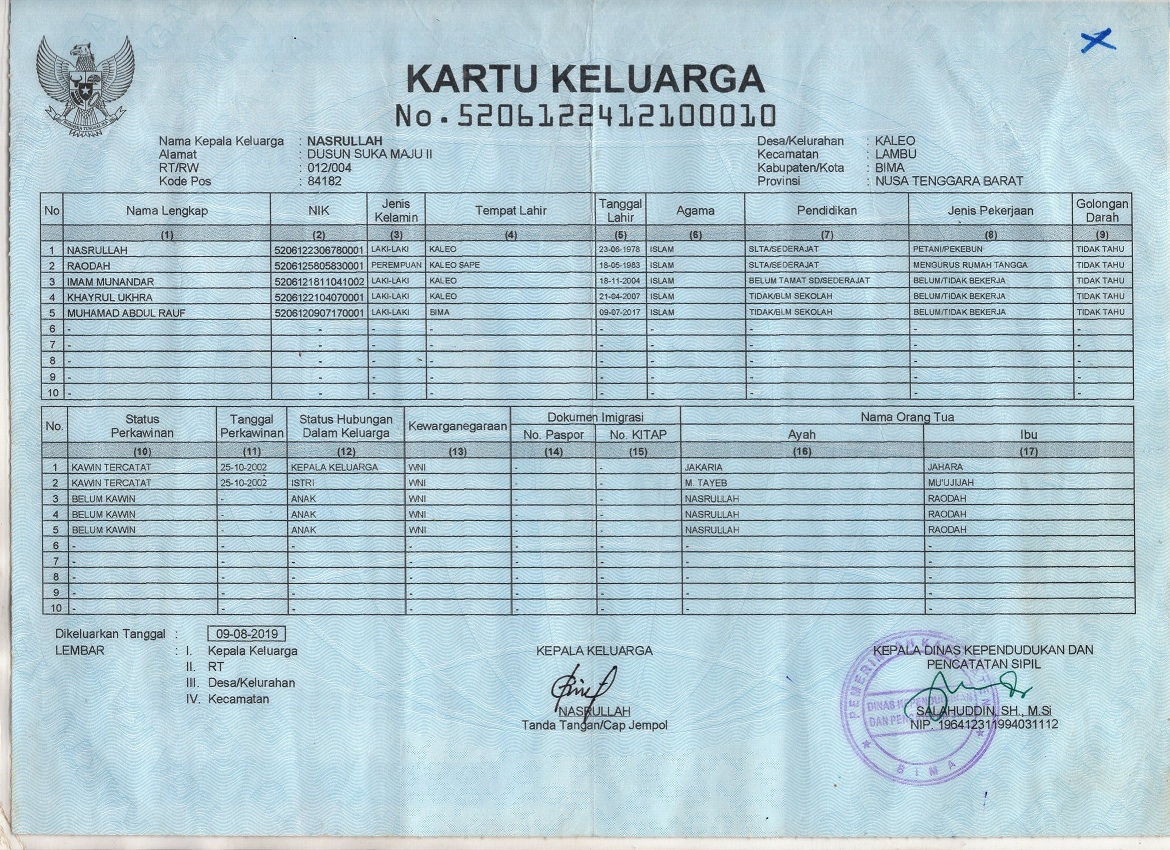 KARTU KELUARGA
No.5206122412100010
Nama Kepala Keluarga : NASRULLAH
Alamat : DUSUN SUKA MAJU II
RT/RW : 012/004
Kode Pos : 84182
Desa/Kelurahan : KALEO
Kecamatan : LAMBU
Kabupaten/Kota : BIMA
Provinsi : NUSA TENGGARA BARAT
No Nama Lengkap NIK Jenis Kelamin Tempat Lahir Tanggal Lahir Agama Pendidikan Jenis Pekerjaan Golongan Darah
(1) (2) (3) (4) (5) (6) (7) (8) (9)
1 NASRULLAH 5206122306780001 LAKI-LAKI KALEO 23-06-1978 ISLAM SLTA/SEDERAJAT PETANI/PEKEBUN TIDAK TAHU
2 RAODAH 5206125805830001 PEREMPUAN KALEO SAPE 18-05-1983 ISLAM SLTA/SEDERAJAT MENGURUS RUMAH TANGGA TIDAK TAHU
3 IMAM MUNANDAR 5206121811041002 LAKI-LAKI KALEO 18-11-2004 ISLAM BELUM TAMAT SD/SEDERAJAT BELUM/TIDAK BEKERJA TIDAK TAHU
4 KHAYRUL UKHRA 5206122104070001 LAKI-LAKI KALEO 21-04-2007 ISLAM TIDAK/BLM SEKOLAH BELUM/TIDAK BEKERJA TIDAK TAHU
5 MUHAMAD ABDUL RAUF 5206120907170001 LAKI-LAKI BIMA 09-07-2017 ISLAM TIDAK/BLM SEKOLAH BELUM/TIDAK BEKERJA TIDAK TAHU
6 - - - - - - - - -
7 - - - - - - - - -
8 - - - - - - - - -
9 - - - - - - - - -
10 - - - - - - - - -
No. Status Perkawinan Tanggal Perkawinan Status Hubungan Dalam Keluarga Kewarganegaraan Dokumen Imigrasi Nama Orang Tua
No. Paspor No. KITAP Ayah Ibu
(10) (11) (12) (13) (14) (15) (16) (17)
1 KAWIN TERCATAT 25-10-2002 KEPALA KELUARGA WNI - - JAKARIA JAHARA
2 KAWIN TERCATAT 25-10-2002 ISTRI WNI - - M. TAYEB MU'UJIJAH
3 BELUM KAWIN - ANAK WNI - - NASRULLAH RAODAH
4 BELUM KAWIN - ANAK WNI - - NASRULLAH RAODAH
5 BELUM KAWIN - ANAK WNI - - NASRULLAH RAODAH
6 - - - - - - - -
7 - - - - - - - -
8 - - - - - - - -
9 - - - - - - - -
10 - - - - - - - -
Dikeluarkan Tanggal : 09-08-2019
LEMBAR : I. Kepala Keluarga
II. RT
III. Desa/Kelurahan
IV. Kecamatan
KEPALA KELUARGA
NASRULLAH
Tanda Tangan/Cap Jempol
KEPALA DINAS KEPENDUDUKAN DAN
PENCATATAN SIPIL
SALAHUDDIN, SH., M.Si
NIP. 196412311994031112
DINAS KEPENDUDUKAN
BIMA